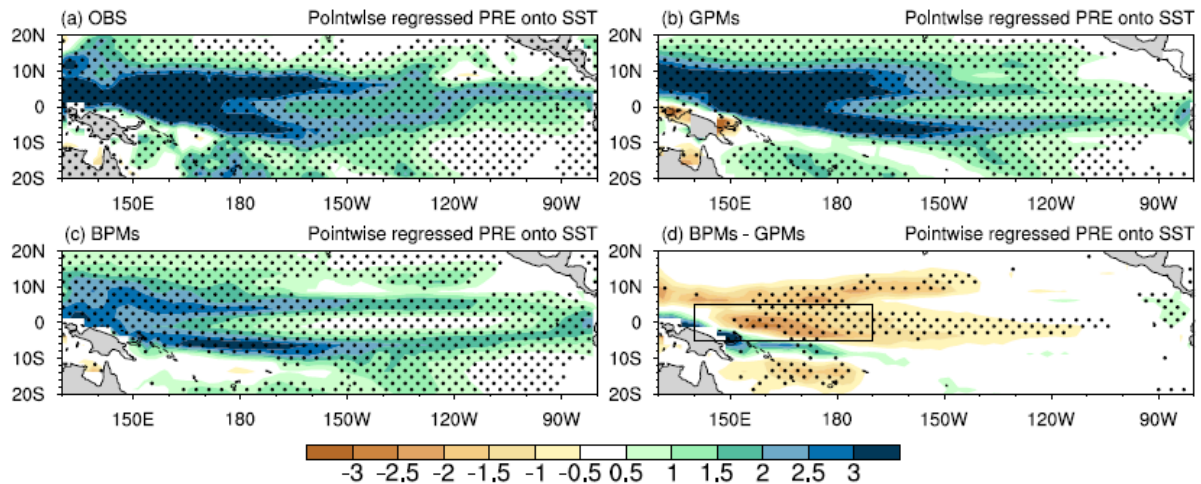 (a) OBS Pointwise regressed PRE onto SST
(b) GPMs Pointwise regressed PRE onto SST
20N 20N
10N 10N
0 0
10S 10S
20S 20S
150E 180 150W 120W 90W 150E 180 150W 120W 90W
(c) BPMs Pointwise regressed PRE onto SST
(d) BPMs - GPMs Pointwise regressed PRE onto SST
20N 20N
10N 10N
0 0
10S 10S
20S 20S
150E 180 150W 120W 90W 150E 180 150W 120W 90W
-3 -2.5 -2 -1.5 -1 -0.5 0.5 1 1.5 2 2.5 3